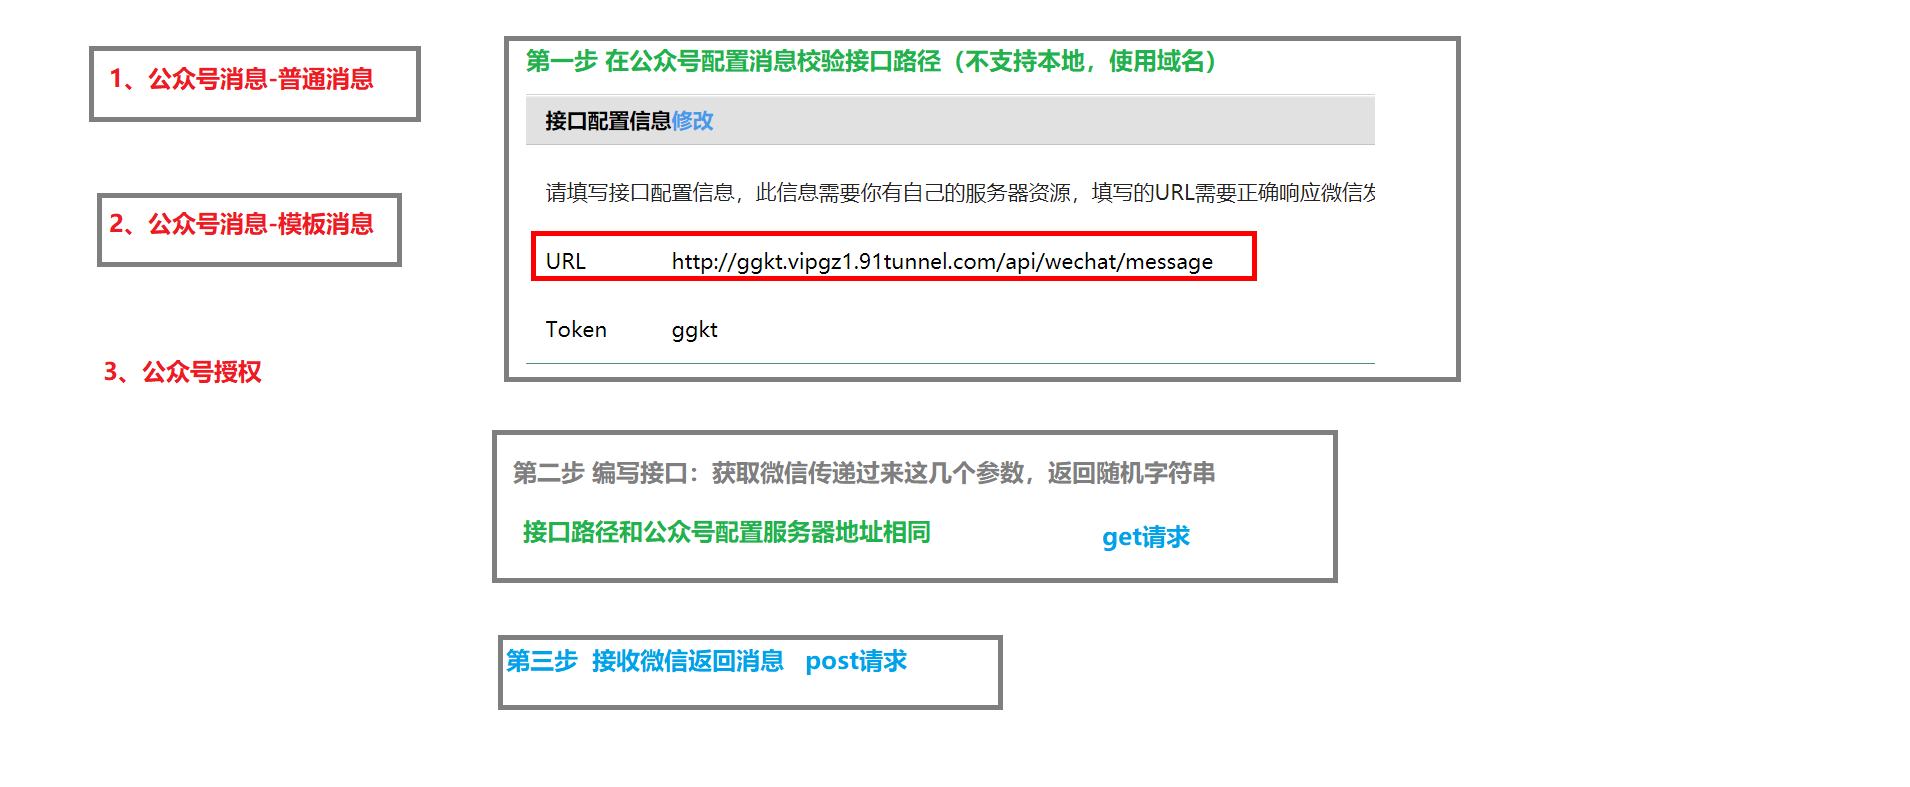 1、公众号消息-普通消息
2、公众号消息-模板消息
3、公众号授权
第一步 在公众号配置消息校验接口路径（不支持本地，使用域名）
接口配置信息修改
请填写接口配置信息，此信息需要你有自己的服务器资源，填写的URL需要正确响应微信发
URL http://ggkt.vipgz1.91tunnel.com/api/wechat/message
Token ggkt
第二步 编写接口：获取微信传递过来这几个参数，返回随机字符串
接口路径和公众号配置服务器地址相同 get请求
第三步 接收微信返回消息 post请求